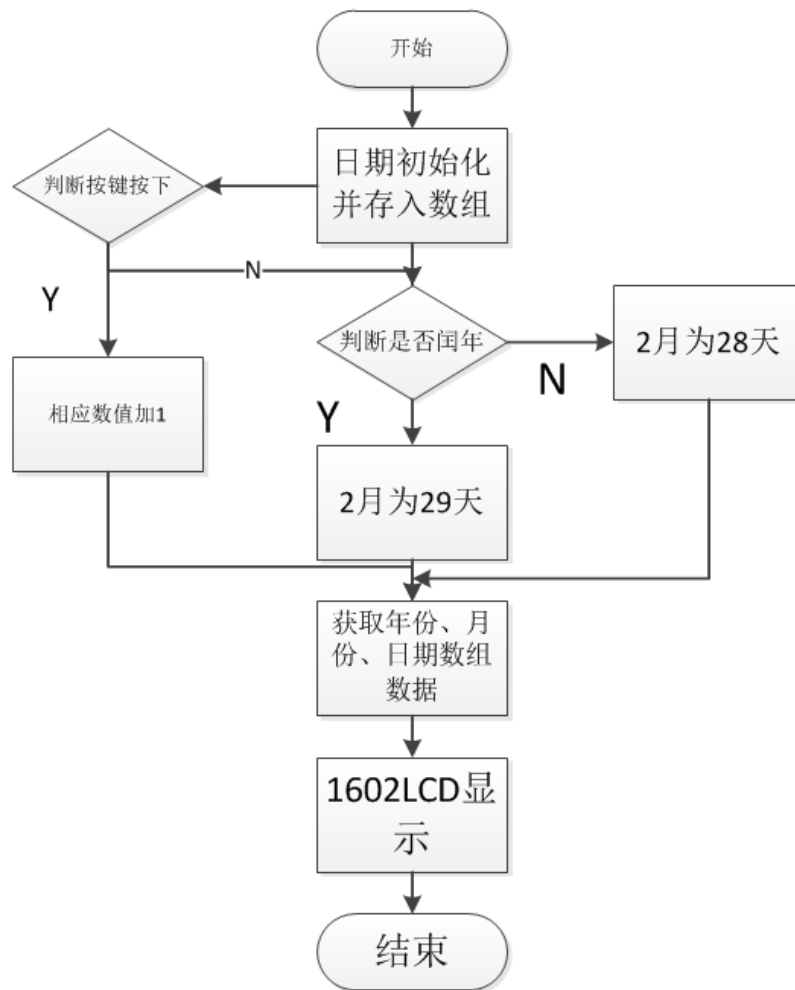 开始
日期初始化
并存入数组
判断按键按下
N
Y
判断是否闰年
2月为28天
N
Y
相应数值加1
2月为29天
获取年份、月
份、日期数组
数据
1602LCD显
示
结束